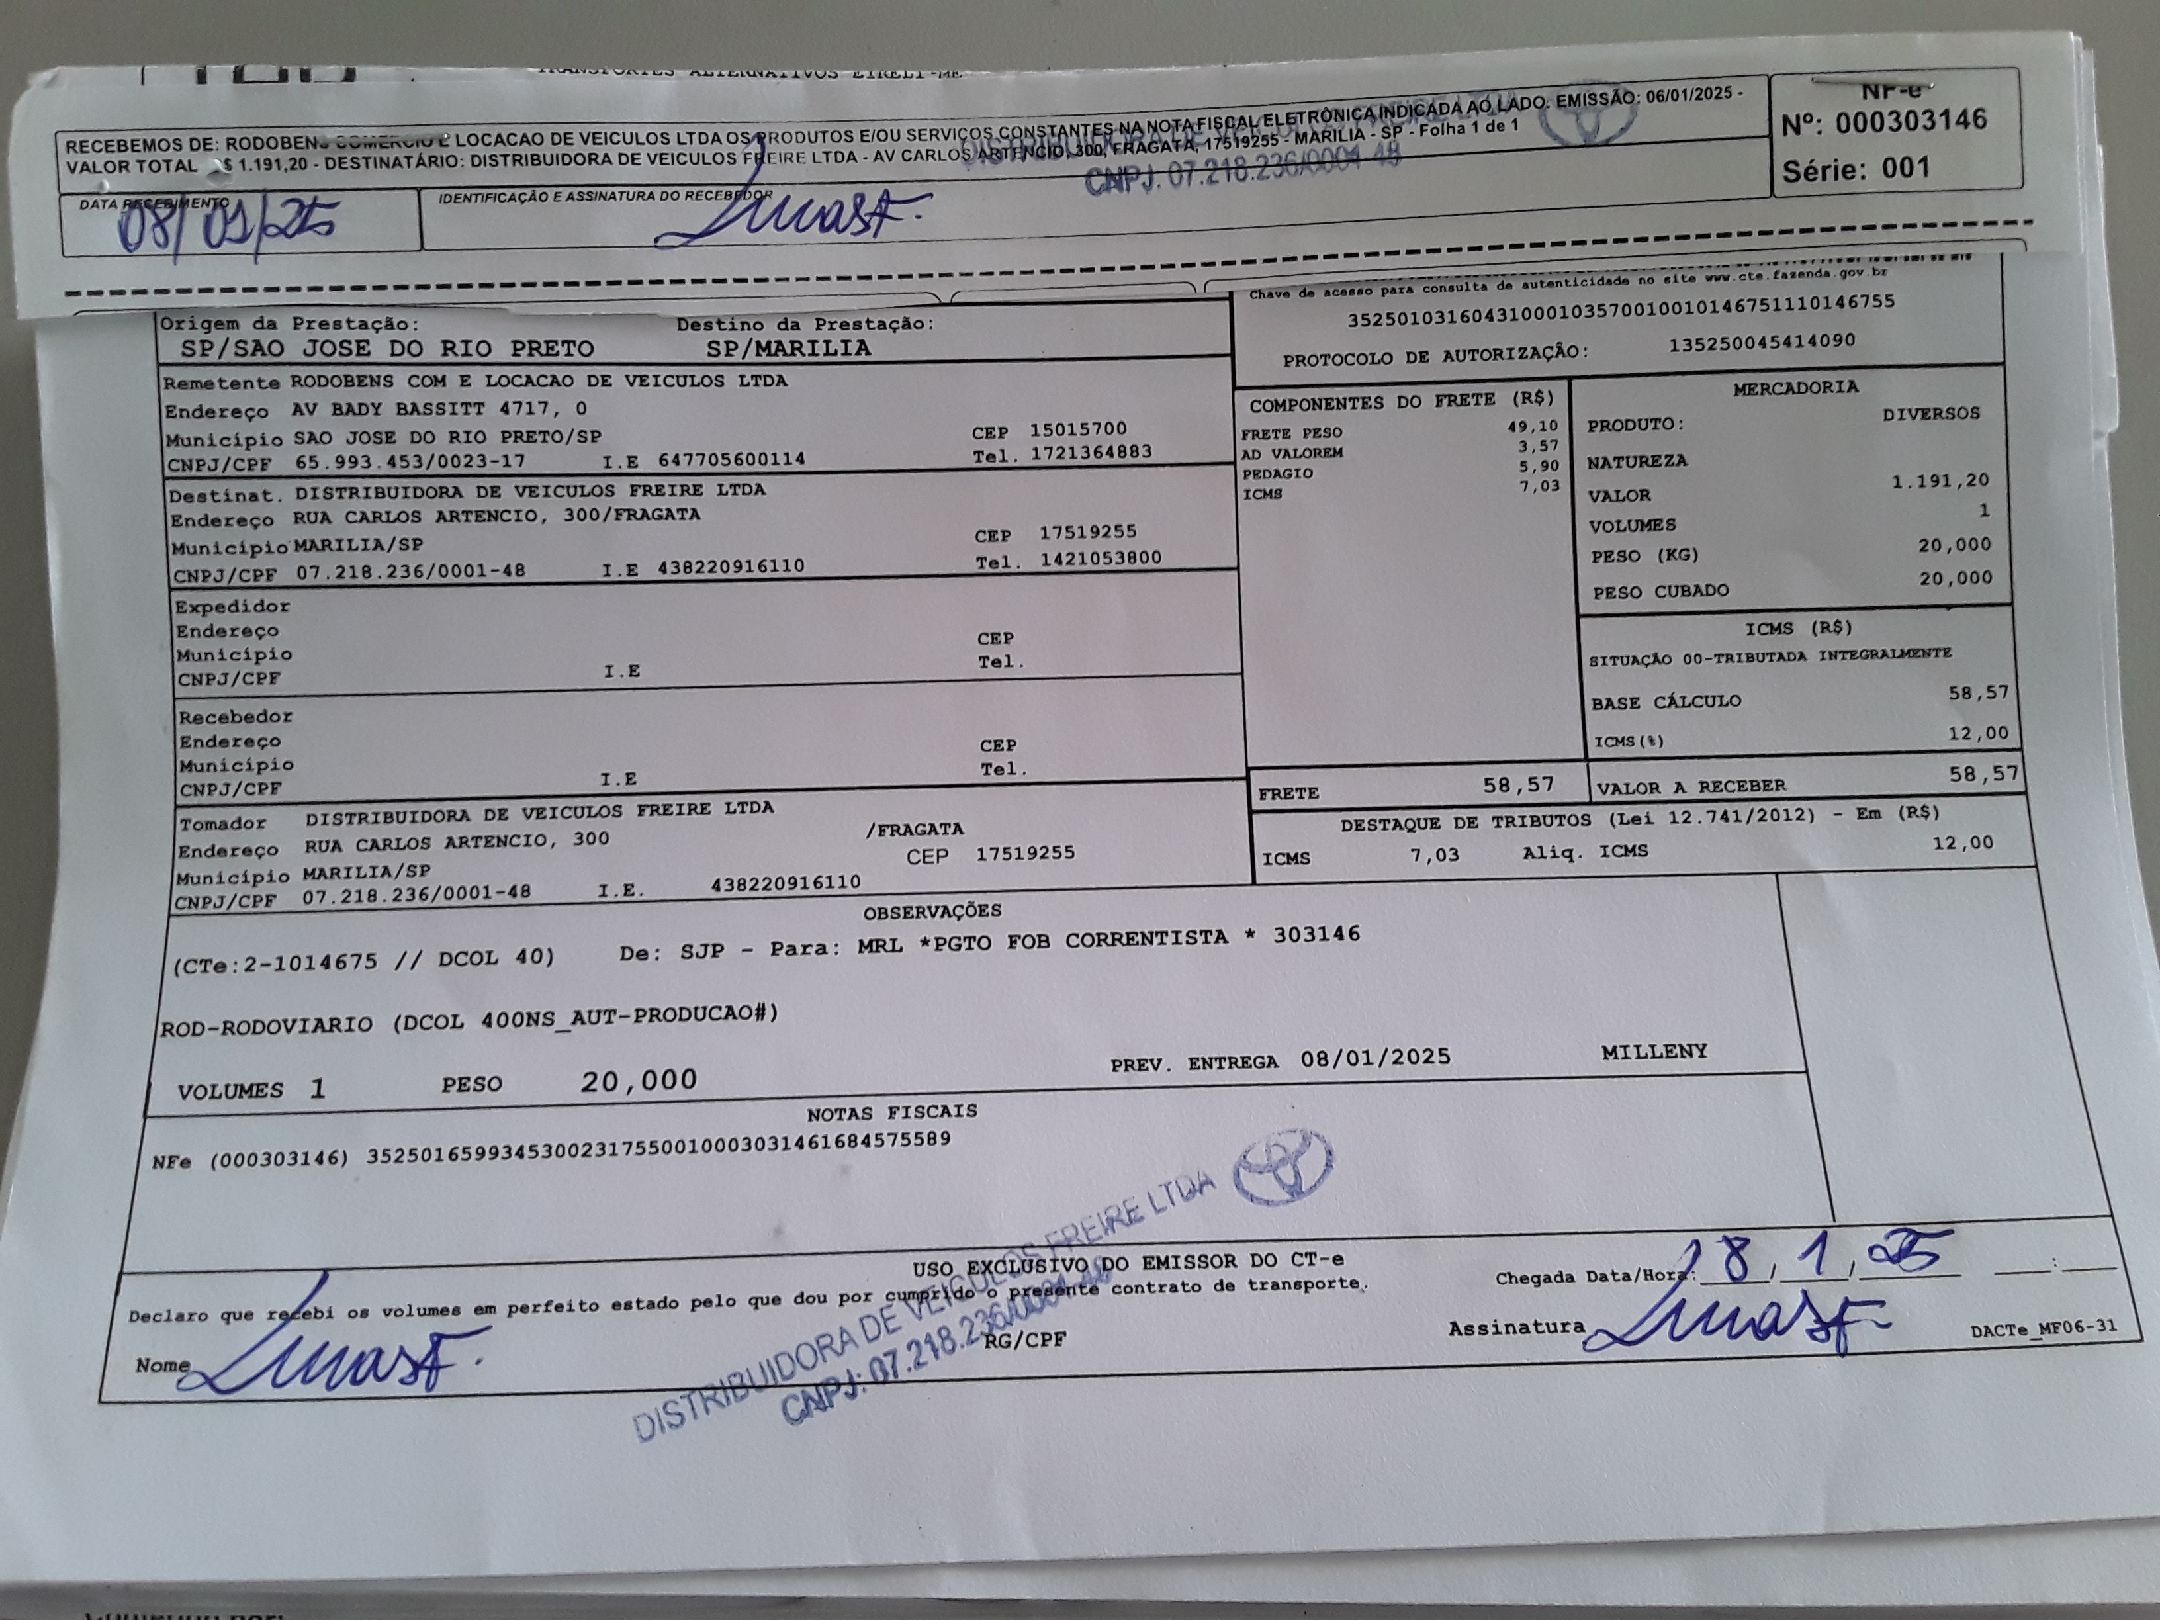 TRANSPORTES ALTERNATIVOS EIRELI-ME
RECEBEMOS DE: RODOBENS COMERCIO E LOCACAO DE VEICULOS LTDA OS PRODUTOS E/OU SERVIÇOS CONSTANTES NA NOTA FISCAL ELETRÔNICA INDICADA AO LADO. EMISSÃO: 06/01/2025 -
VALOR TOTAL R$ 1.191,20 - DESTINATÁRIO: DISTRIBUIDORA DE VEICULOS FREIRE LTDA - AV CARLOS ARTENCIO, 300, FRAGATA, 17519255 - MARILIA - SP - Folha 1 de 1
CNPJ: 07.218.236/0001-48
NF-e
Nº: 000303146
Série: 001
DATA RECEBIMENTO
08/01/25
IDENTIFICAÇÃO E ASSINATURA DO RECEBEDOR
Chave de acesso para consulta de autenticidade no site www.cte.fazenda.gov.br
35250103160431000103570010010146751110146755
PROTOCOLO DE AUTORIZAÇÃO: 135250045414090
Origem da Prestação: Destino da Prestação:
SP/SAO JOSE DO RIO PRETO SP/MARILIA
Remetente RODOBENS COM E LOCACAO DE VEICULOS LTDA
Endereço AV BADY BASSITT 4717, 0
Município SAO JOSE DO RIO PRETO/SP CEP 15015700
CNPJ/CPF 65.993.453/0023-17 I.E 647705600114 Tel. 1721364883
Destinat. DISTRIBUIDORA DE VEICULOS FREIRE LTDA
Endereço RUA CARLOS ARTENCIO, 300/FRAGATA
Município MARILIA/SP CEP 17519255
CNPJ/CPF 07.218.236/0001-48 I.E 438220916110 Tel. 1421053800
Expedidor
Endereço
Município CEP
CNPJ/CPF I.E Tel.
Recebedor
Endereço
Município CEP
CNPJ/CPF I.E Tel.
Tomador DISTRIBUIDORA DE VEICULOS FREIRE LTDA
Endereço RUA CARLOS ARTENCIO, 300 /FRAGATA
Município MARILIA/SP CEP 17519255
CNPJ/CPF 07.218.236/0001-48 I.E. 438220916110
COMPONENTES DO FRETE (R$)
FRETE PESO 49,10
AD VALOREM 3,57
PEDAGIO 5,90
ICMS 7,03
MERCADORIA
PRODUTO: DIVERSOS
NATUREZA
VALOR 1.191,20
VOLUMES 1
PESO (KG) 20,000
PESO CUBADO 20,000
ICMS (R$)
SITUAÇÃO 00-TRIBUTADA INTEGRALMENTE
BASE CÁLCULO 58,57
ICMS(%) 12,00
FRETE 58,57 VALOR A RECEBER 58,57
DESTAQUE DE TRIBUTOS (Lei 12.741/2012) - Em (R$)
ICMS 7,03 Aliq. ICMS 12,00
OBSERVAÇÕES
(CTe:2-1014675 // DCOL 40) De: SJP - Para: MRL *PGTO FOB CORRENTISTA * 303146
ROD-RODOVIARIO (DCOL 400NS_AUT-PRODUCAO#)
VOLUMES 1 PESO 20,000 PREV. ENTREGA 08/01/2025 MILLENY
NOTAS FISCAIS
NFe (000303146) 35250165993453002317550010003031461684575589
DISTRIBUIDORA DE VEICULOS FREIRE LTDA
CNPJ: 07.218.236/0001-48
USO EXCLUSIVO DO EMISSOR DO CT-e
Declaro que recebi os volumes em perfeito estado pelo que dou por cumprido o presente contrato de transporte.
Chegada Data/Hora: 8/1/25 :
Nome RG/CPF Assinatura
DACTe_MF06-31